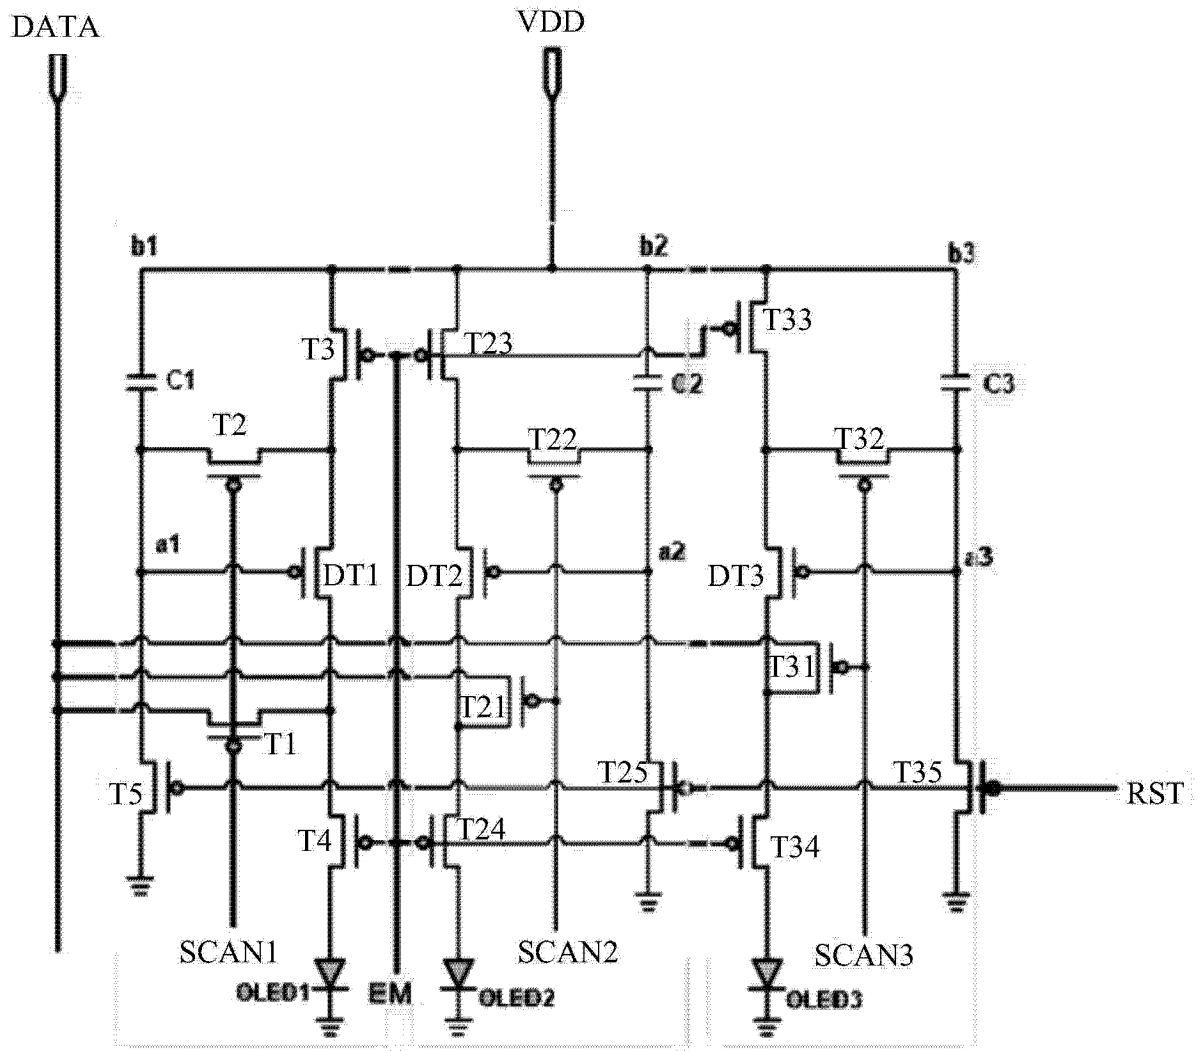 DATA VDD
b1 b2 b3
T3 T23 T33
C1 C2 C3
T2 T22 T32
a1 a2 a3
DT1 DT2 DT3
T21 T31
T1
T5 T25 T35 RST
T4 T24 T34
SCAN1 SCAN2 SCAN3
OLED1 EM OLED2 OLED3